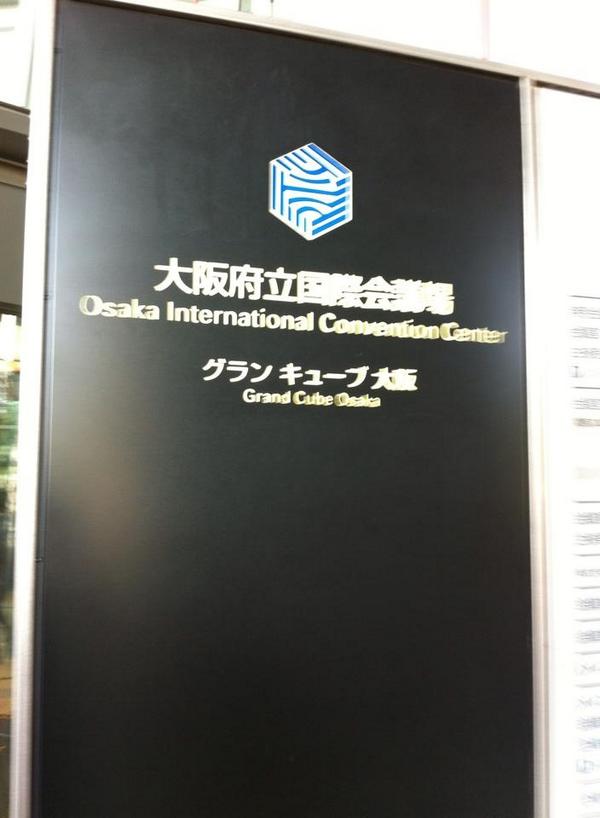 大阪府立国際会議場
Osaka International Convention Center
グラン キューブ 大阪
Grand Cube Osaka